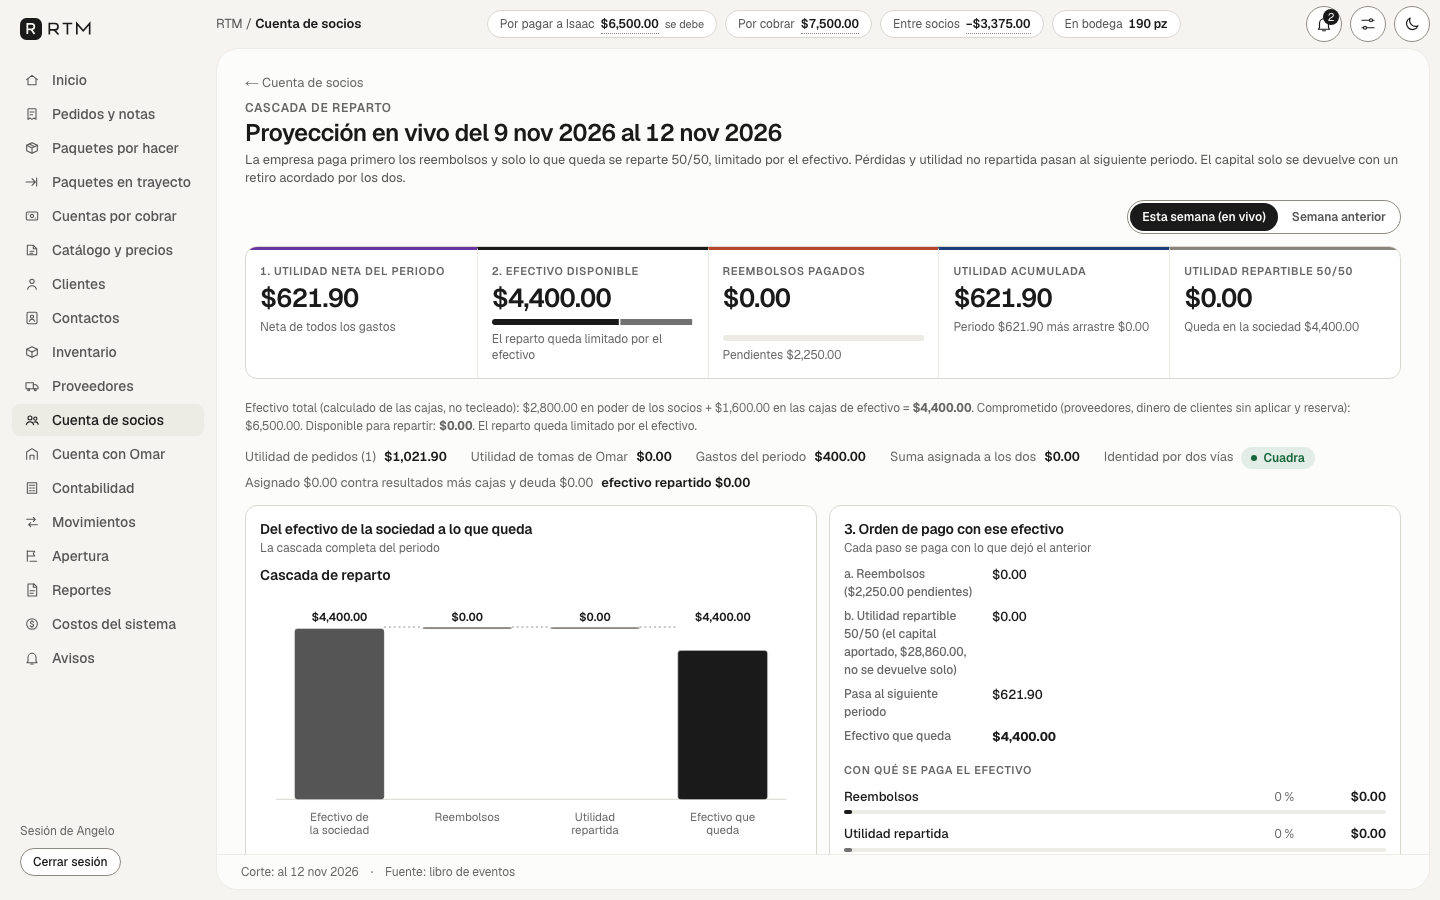 R RTM
RTM / Cuenta de socios
Por pagar a Isaac $6,500.00 se debe
Por cobrar $7,500.00
Entre socios −$3,375.00
En bodega 190 pz
2
Inicio
Pedidos y notas
Paquetes por hacer
Paquetes en trayecto
Cuentas por cobrar
Catálogo y precios
Clientes
Contactos
Inventario
Proveedores
Cuenta de socios
Cuenta con Omar
Contabilidad
Movimientos
Apertura
Reportes
Costos del sistema
Avisos
Sesión de Angelo
Cerrar sesión
← Cuenta de socios
CASCADA DE REPARTO
Proyección en vivo del 9 nov 2026 al 12 nov 2026
La empresa paga primero los reembolsos y solo lo que queda se reparte 50/50, limitado por el efectivo. Pérdidas y utilidad no repartida pasan al siguiente periodo. El capital solo se devuelve con un
retiro acordado por los dos.
Esta semana (en vivo) Semana anterior
1. UTILIDAD NETA DEL PERIODO
$621.90
Neta de todos los gastos
2. EFECTIVO DISPONIBLE
$4,400.00
El reparto queda limitado por el
efectivo
REEMBOLSOS PAGADOS
$0.00
Pendientes $2,250.00
UTILIDAD ACUMULADA
$621.90
Periodo $621.90 más arrastre $0.00
UTILIDAD REPARTIBLE 50/50
$0.00
Queda en la sociedad $4,400.00
Efectivo total (calculado de las cajas, no tecleado): $2,800.00 en poder de los socios + $1,600.00 en las cajas de efectivo = $4,400.00. Comprometido (proveedores, dinero de clientes sin aplicar y reserva):
$6,500.00. Disponible para repartir: $0.00. El reparto queda limitado por el efectivo.
Utilidad de pedidos (1) $1,021.90 Utilidad de tomas de Omar $0.00 Gastos del periodo $400.00 Suma asignada a los dos $0.00 Identidad por dos vías Cuadra
Asignado $0.00 contra resultados más cajas y deuda $0.00 efectivo repartido $0.00
Del efectivo de la sociedad a lo que queda
La cascada completa del periodo
Cascada de reparto
$4,400.00 $0.00 $0.00 $4,400.00
Efectivo de
la sociedad
Reembolsos
Utilidad
repartida
Efectivo que
queda
3. Orden de pago con ese efectivo
Cada paso se paga con lo que dejó el anterior
a. Reembolsos
($2,250.00 pendientes)
$0.00
b. Utilidad repartible
50/50 (el capital
aportado, $28,860.00,
no se devuelve solo)
$0.00
Pasa al siguiente
periodo
$621.90
Efectivo que queda $4,400.00
CON QUÉ SE PAGA EL EFECTIVO
Reembolsos 0 % $0.00
Utilidad repartida 0 % $0.00
Corte: al 12 nov 2026 · Fuente: libro de eventos